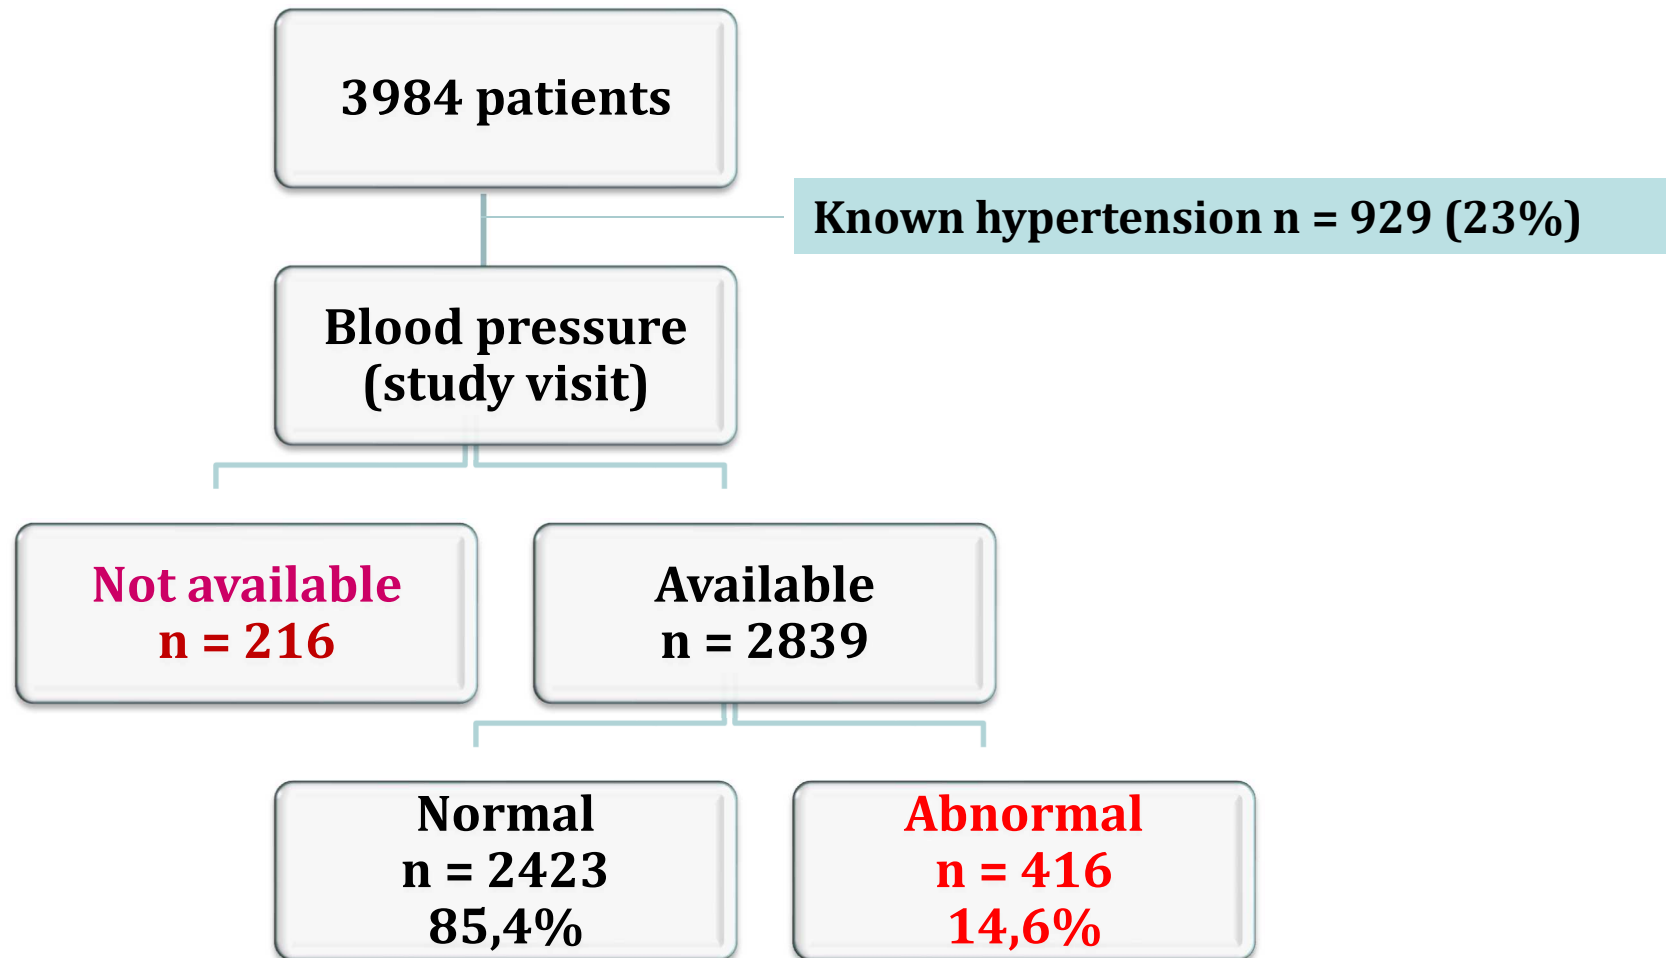 3984 patients
Known hypertension n = 929 (23%)
Blood pressure
(study visit)
Not available
n = 216
Available
n = 2839
Normal
n = 2423
85,4%
Abnormal
n = 416
14,6%